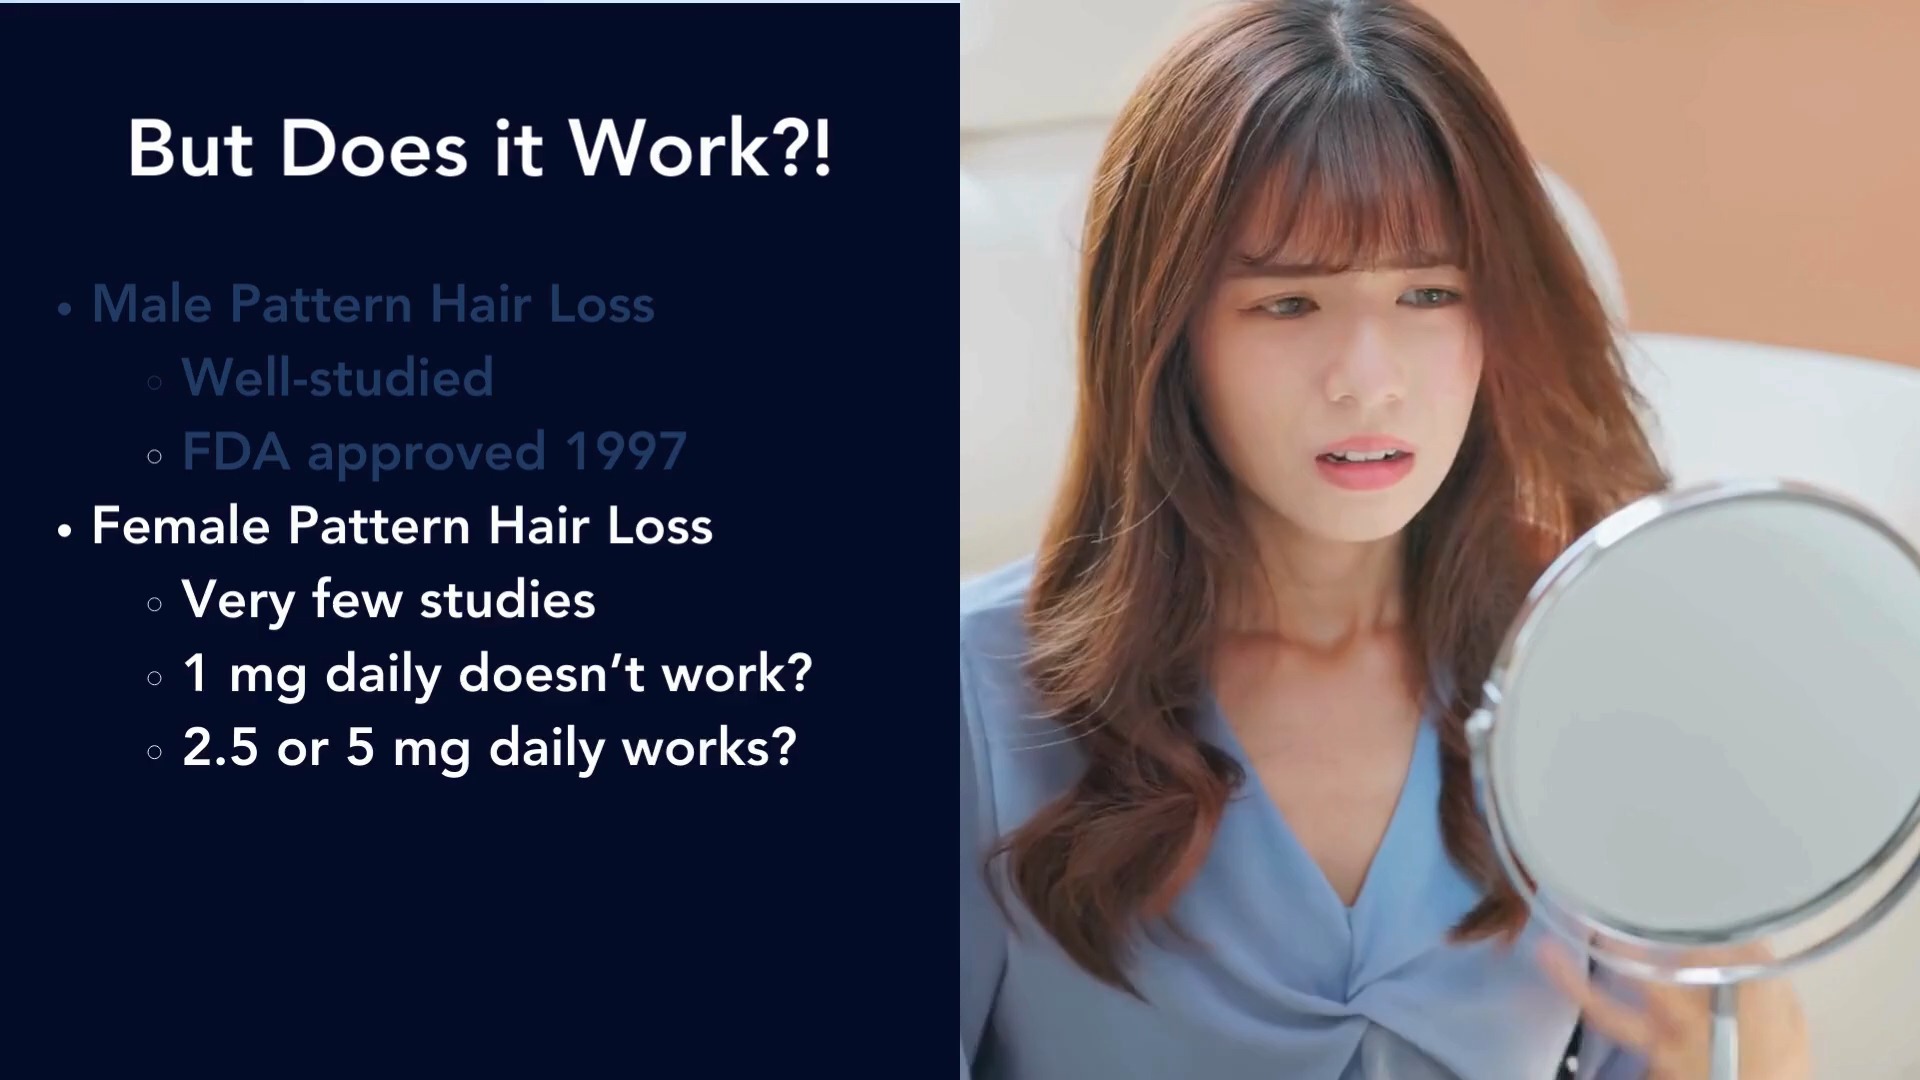 But Does it Work?!
• Male Pattern Hair Loss
○ Well-studied
○ FDA approved 1997
• Female Pattern Hair Loss
○ Very few studies
○ 1 mg daily doesn’t work?
○ 2.5 or 5 mg daily works?